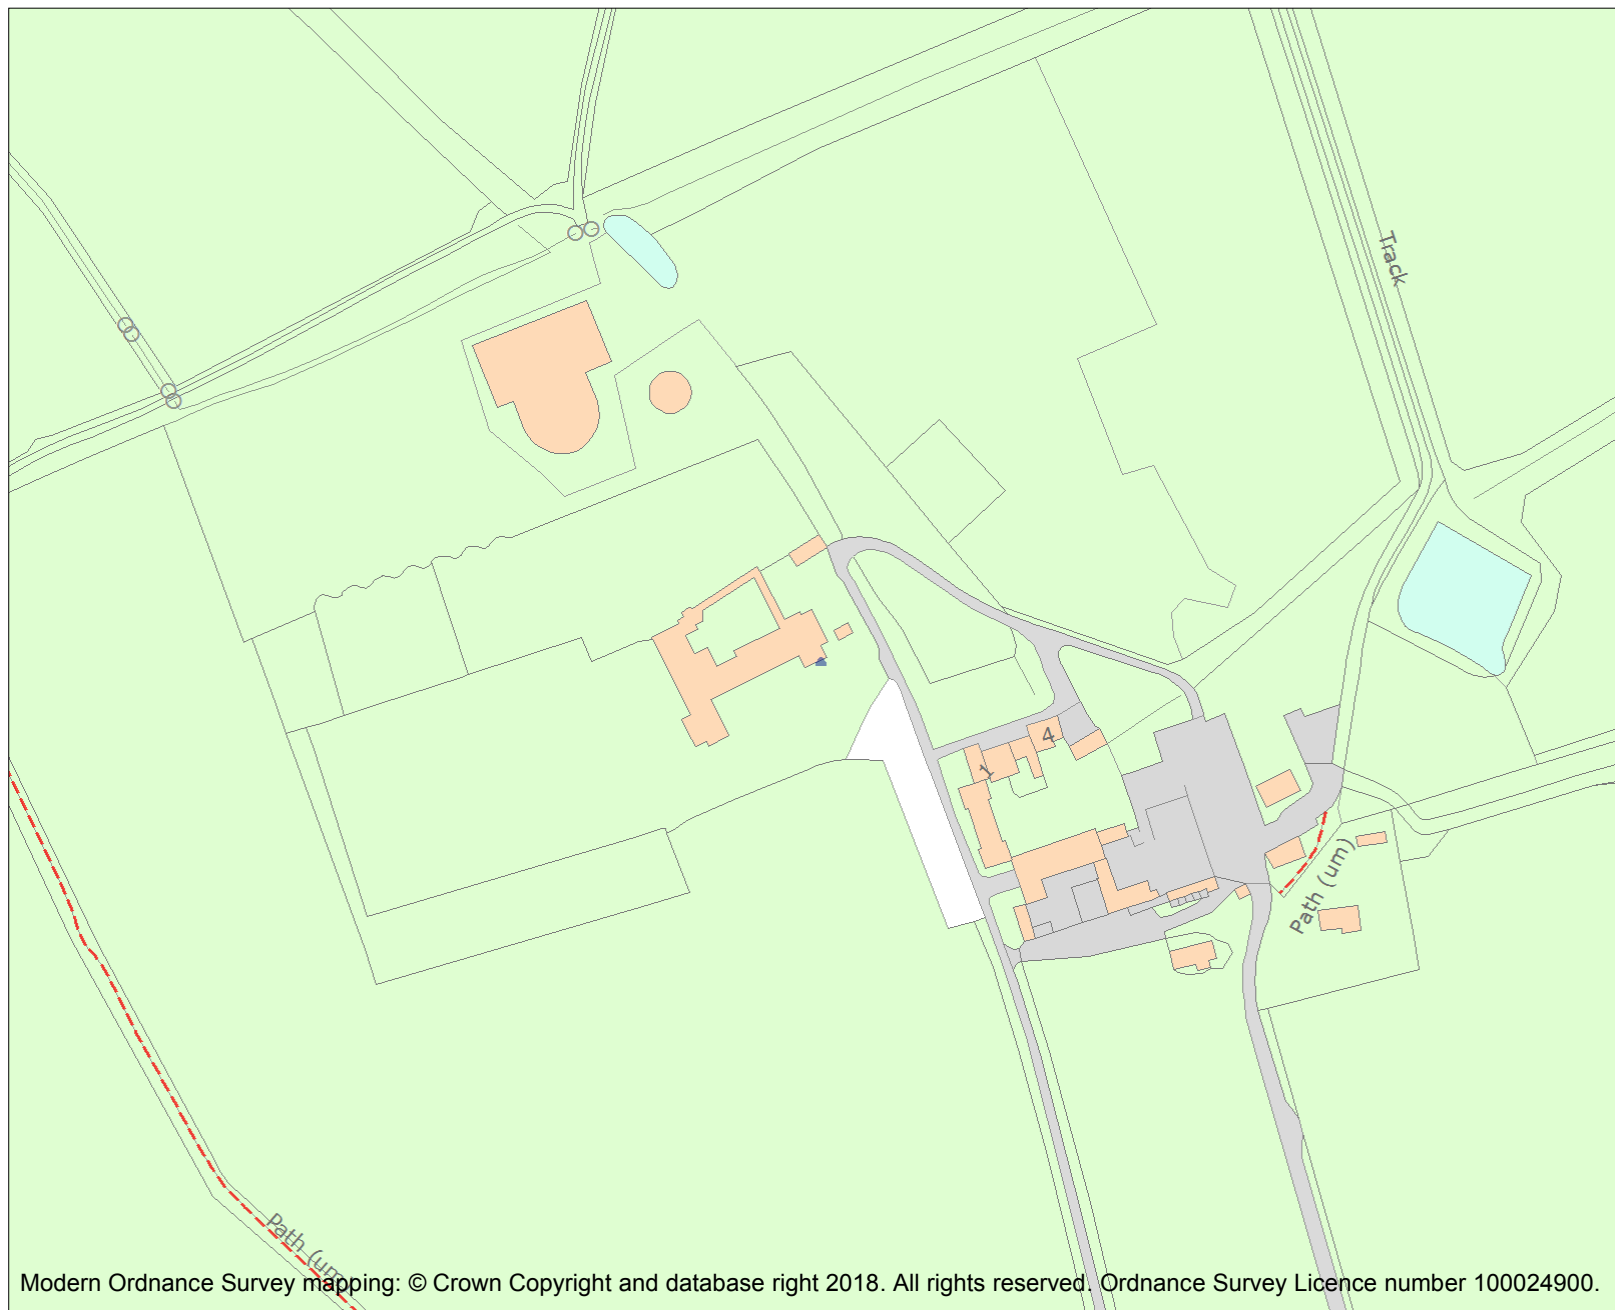 Track
4
1
Path (um)
Path (um)
Modern Ordnance Survey mapping: © Crown Copyright and database right 2018. All rights reserved. Ordnance Survey Licence number 100024900.